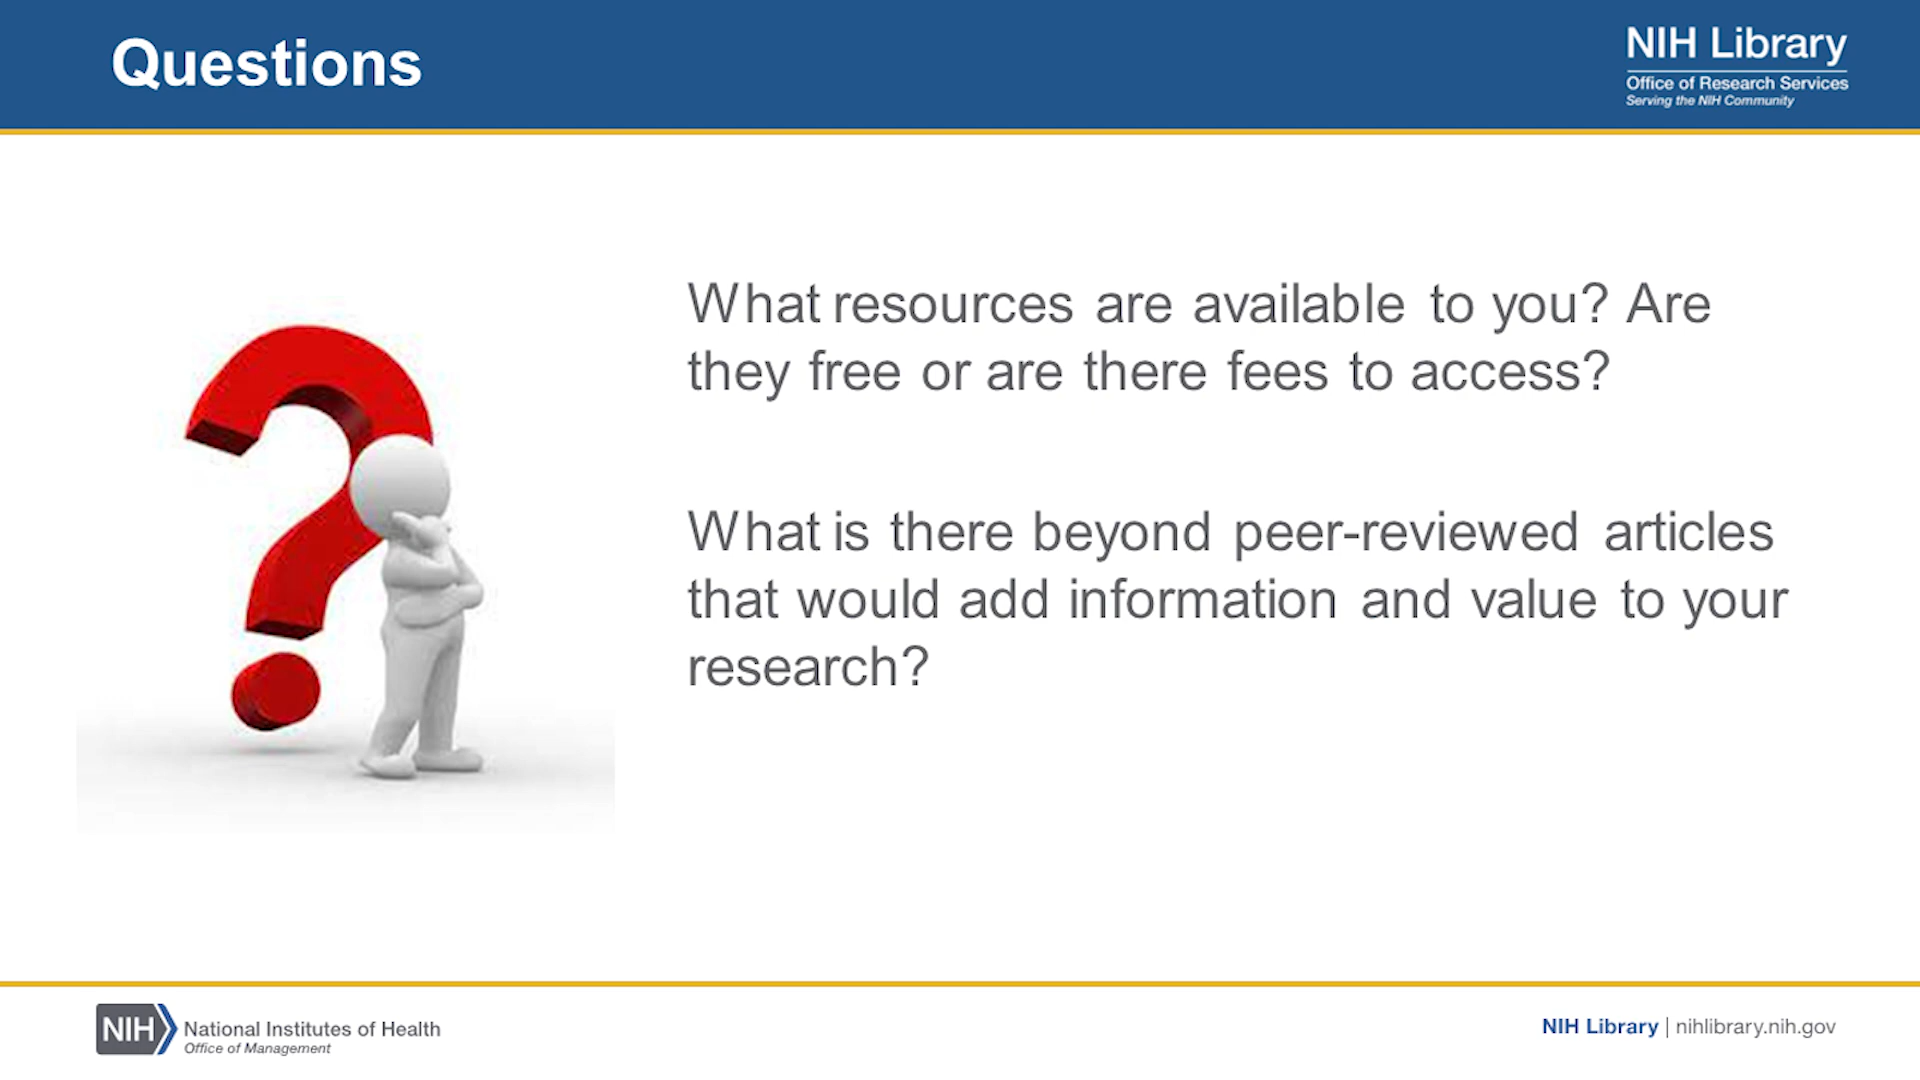 Questions
NIH Library
Office of Research Services
Serving the NIH Community
What resources are available to you? Are
they free or are there fees to access?
What is there beyond peer-reviewed articles
that would add information and value to your
research?
NIH National Institutes of Health
Office of Management
NIH Library | nihlibrary.nih.gov